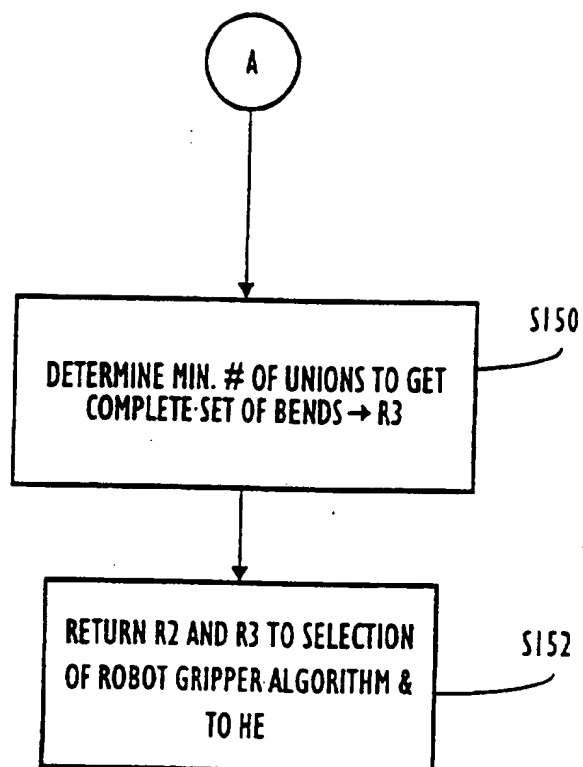 A
S150
DETERMINE MIN. # OF UNIONS TO GET
COMPLETE SET OF BENDS → R3
S152
RETURN R2 AND R3 TO SELECTION
OF ROBOT GRIPPER ALGORITHM &
TO HE